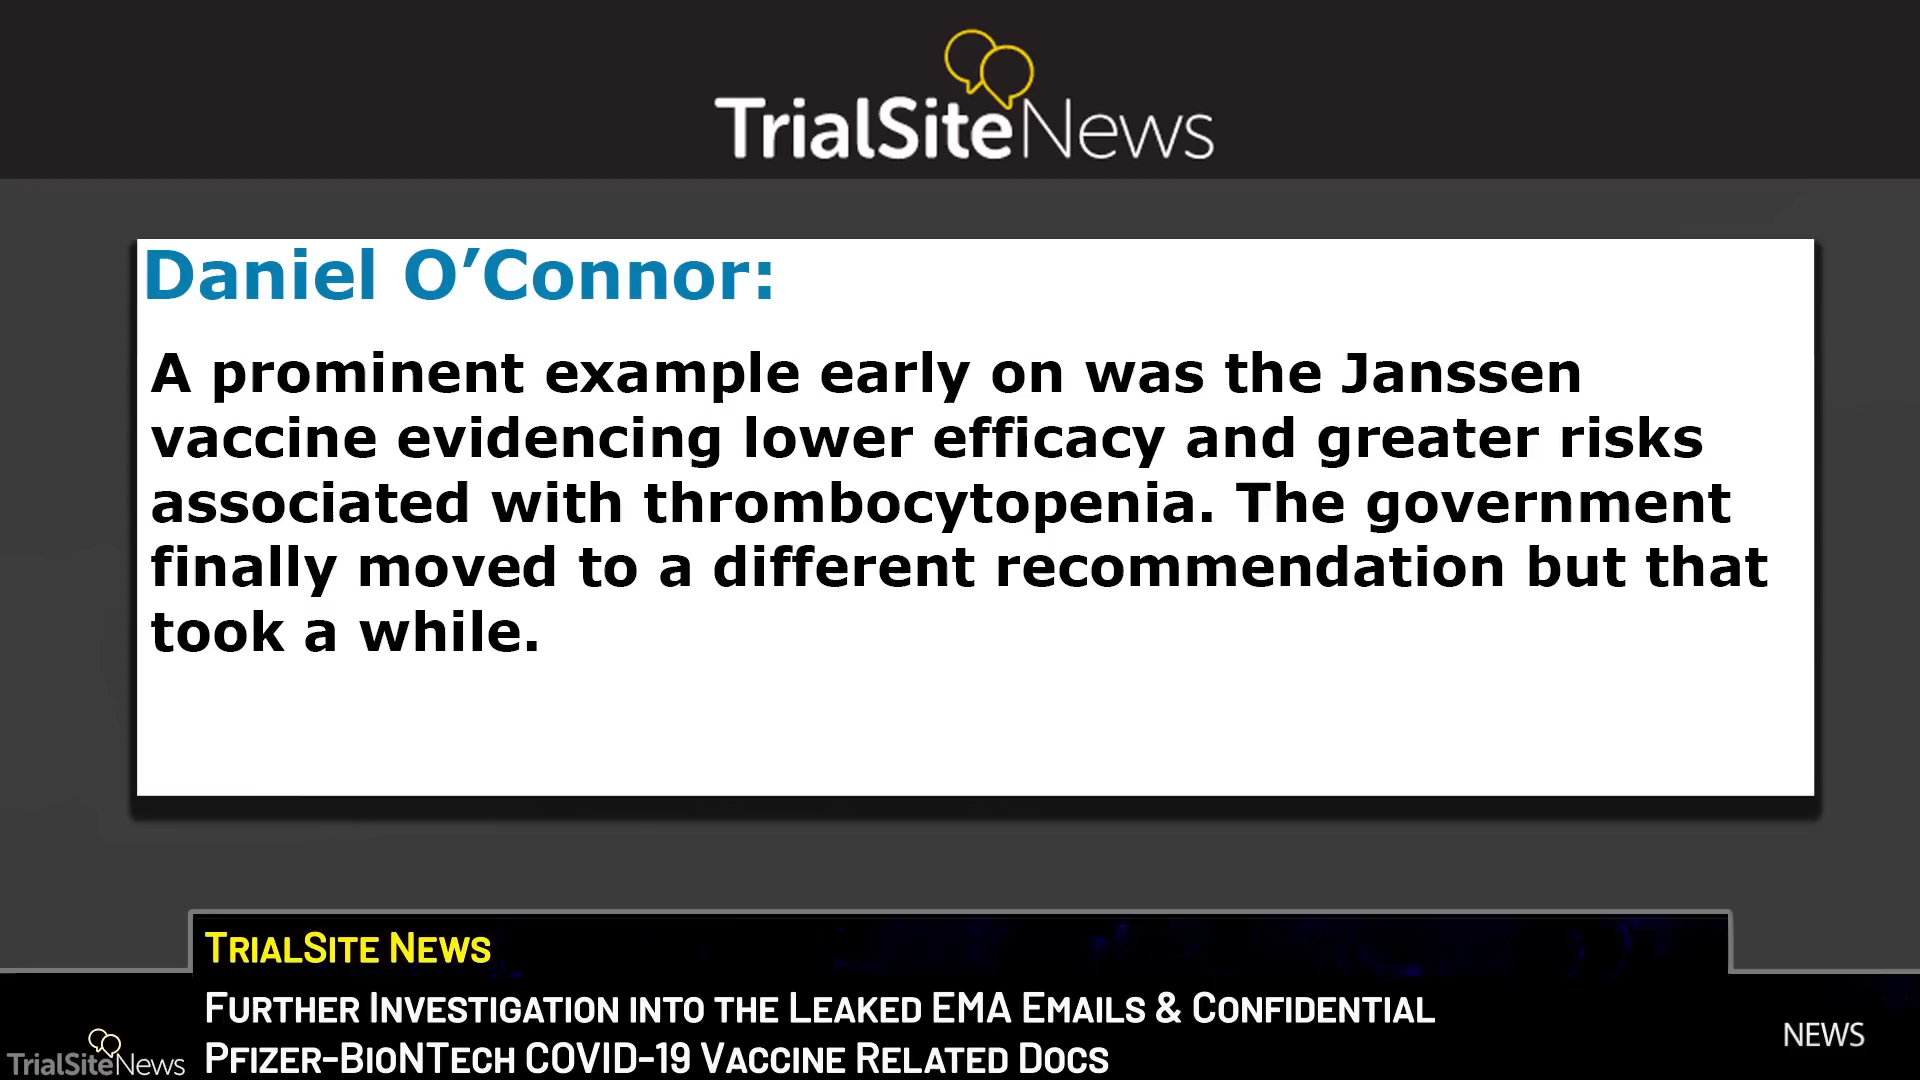 TrialSiteNews
Daniel O’Connor:
A prominent example early on was the Janssen
vaccine evidencing lower efficacy and greater risks
associated with thrombocytopenia. The government
finally moved to a different recommendation but that
took a while.
TrialSite News
Further Investigation into the Leaked EMA Emails & Confidential
Pfizer-BioNTech COVID-19 Vaccine Related Docs
TrialSiteNews
NEWS